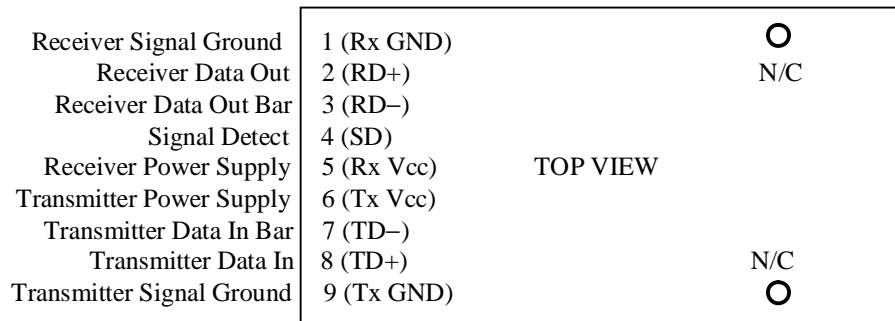 Receiver Signal Ground 1 (Rx GND)
Receiver Data Out 2 (RD+) N/C
Receiver Data Out Bar 3 (RD−)
Signal Detect 4 (SD)
Receiver Power Supply 5 (Rx Vcc) TOP VIEW
Transmitter Power Supply 6 (Tx Vcc)
Transmitter Data In Bar 7 (TD−)
Transmitter Data In 8 (TD+) N/C
Transmitter Signal Ground 9 (Tx GND)